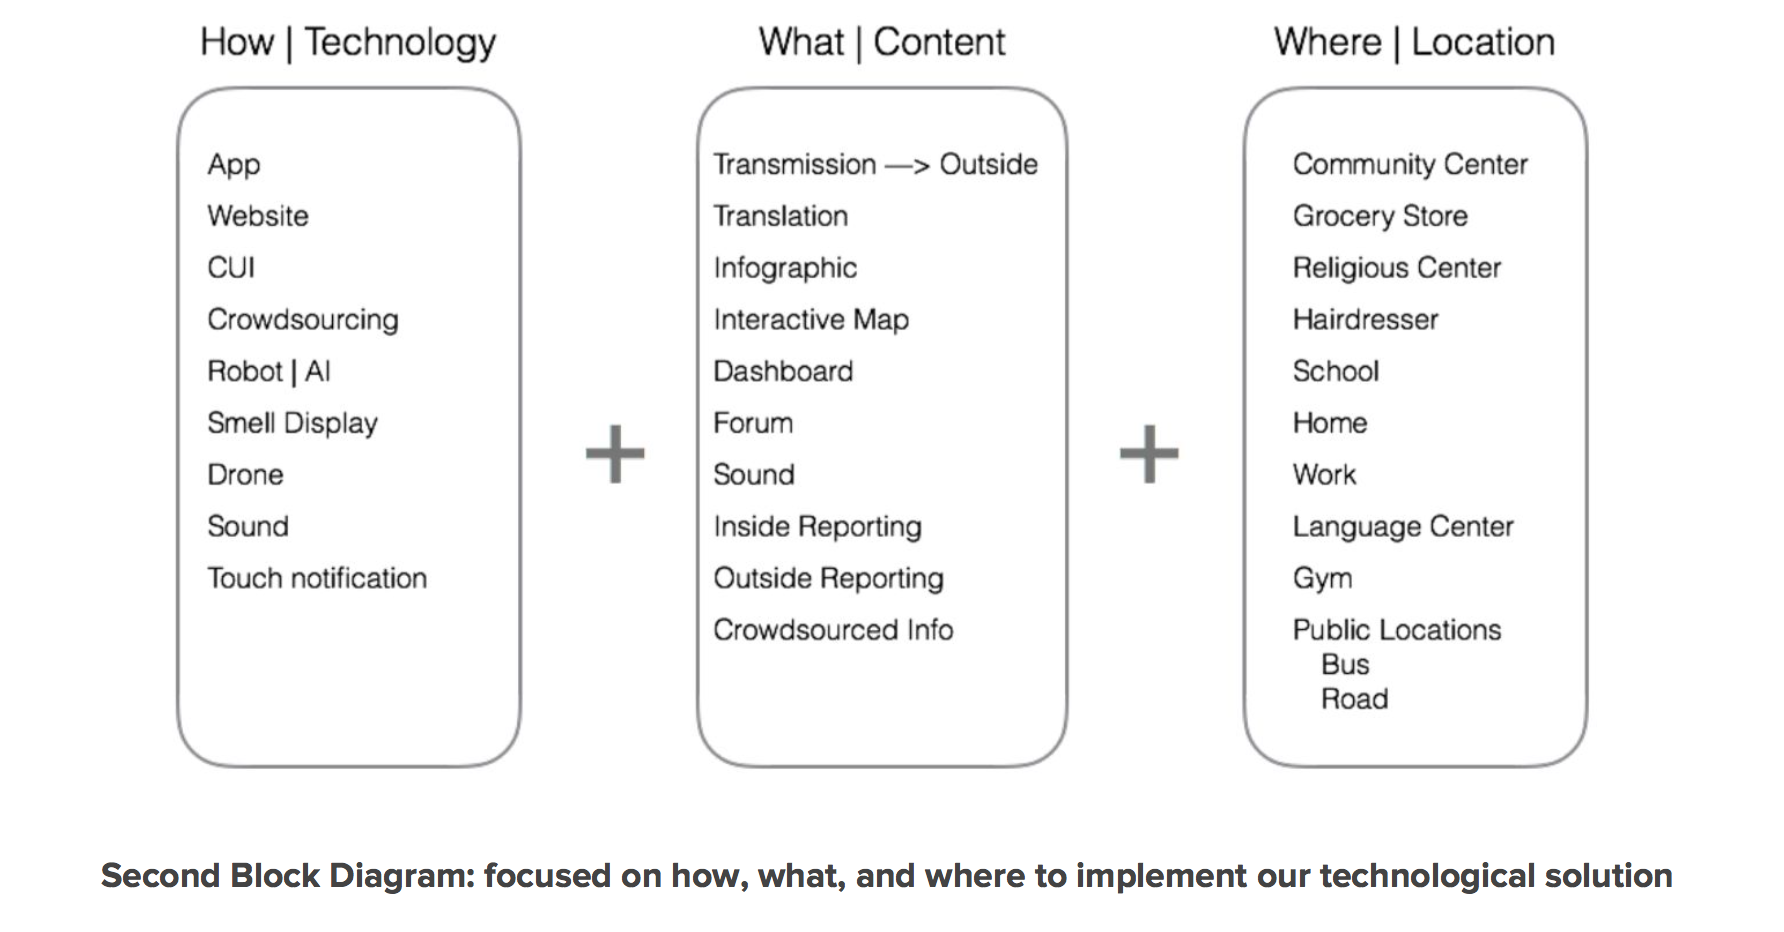 How | Technology
App
Website
CUI
Crowdsourcing
Robot | AI
Smell Display
Drone
Sound
Touch notification
+
What | Content
Transmission —> Outside
Translation
Infographic
Interactive Map
Dashboard
Forum
Sound
Inside Reporting
Outside Reporting
Crowdsourced Info
+
Where | Location
Community Center
Grocery Store
Religious Center
Hairdresser
School
Home
Work
Language Center
Gym
Public Locations
Bus
Road
Second Block Diagram: focused on how, what, and where to implement our technological solution